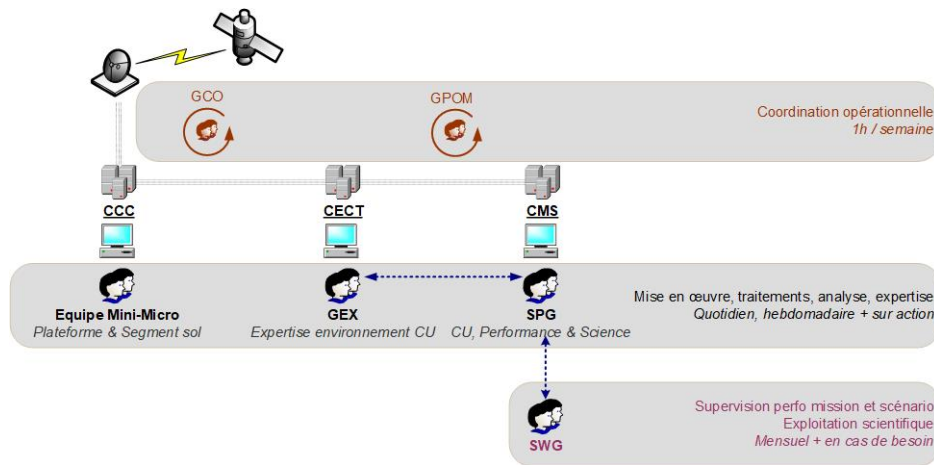 GCO
GPOM
Coordination opérationnelle
1h / semaine
CCC
CECT
CMS
Equipe Mini-Micro
Plateforme & Segment sol
GEX
Expertise environnement CU
SPG
CU, Performance & Science
Mise en œuvre, traitements, analyse, expertise
Quotidien, hebdomadaire + sur action
SWG
Supervision perfo mission et scénario
Exploitation scientifique
Mensuel + en cas de besoin